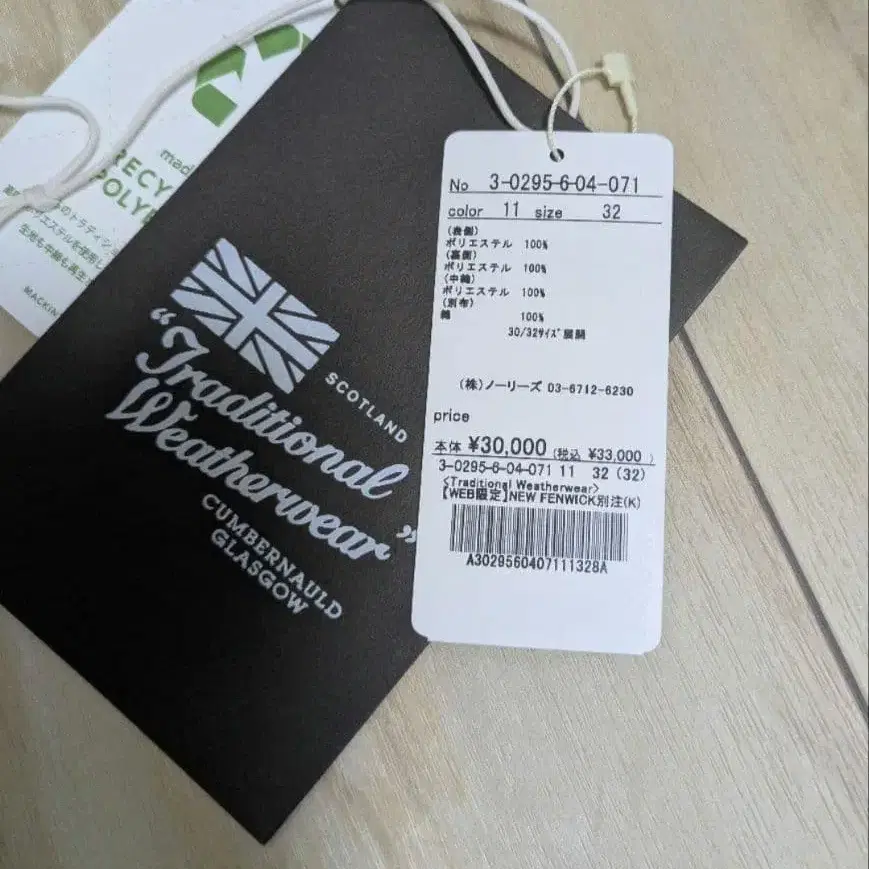 made
RECY
POLYE
MACKIN
SCOTLAND
“Traditional
Weatherwear”
CUMBERNAULD
GLASGOW
No 3-0295-6-04-071
color 11 size 32
(表側)
ポリエステル 100%
(裏側)
ポリエステル 100%
(中綿)
ポリエステル 100%
(別布)
綿 100%
30/32サイズ展開
(株)ノーリーズ 03-6712-6230
price
本体 ¥30,000 (税込 ¥33,000 )
3-0295-6-04-071 11 32 (32)
<Traditional Weatherwear>
【WEB限定】NEW FENWICK別注(K)
A3029560407111328A